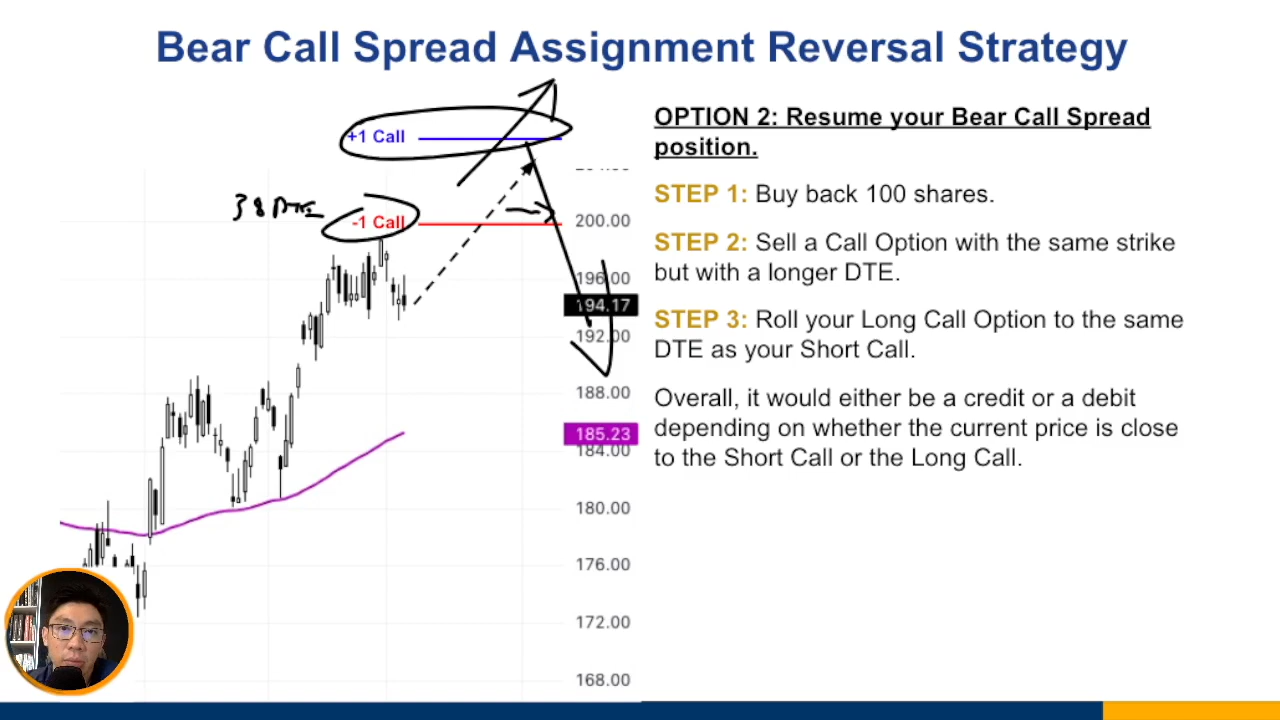 Bear Call Spread Assignment Reversal Strategy
+1 Call
38 DTE
-1 Call
200.00
196.00
194.17
192.00
188.00
185.23
184.00
180.00
176.00
172.00
168.00
OPTION 2: Resume your Bear Call Spread
position.
STEP 1: Buy back 100 shares.
STEP 2: Sell a Call Option with the same strike
but with a longer DTE.
STEP 3: Roll your Long Call Option to the same
DTE as your Short Call.
Overall, it would either be a credit or a debit
depending on whether the current price is close
to the Short Call or the Long Call.